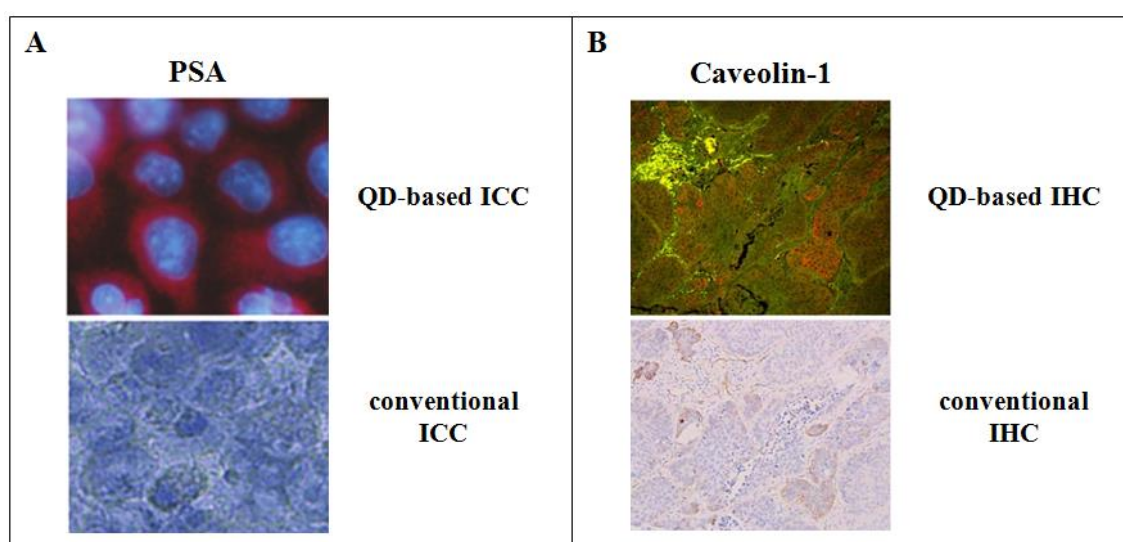 A
PSA
QD-based ICC
conventional
ICC
B
Caveolin-1
QD-based IHC
conventional
IHC